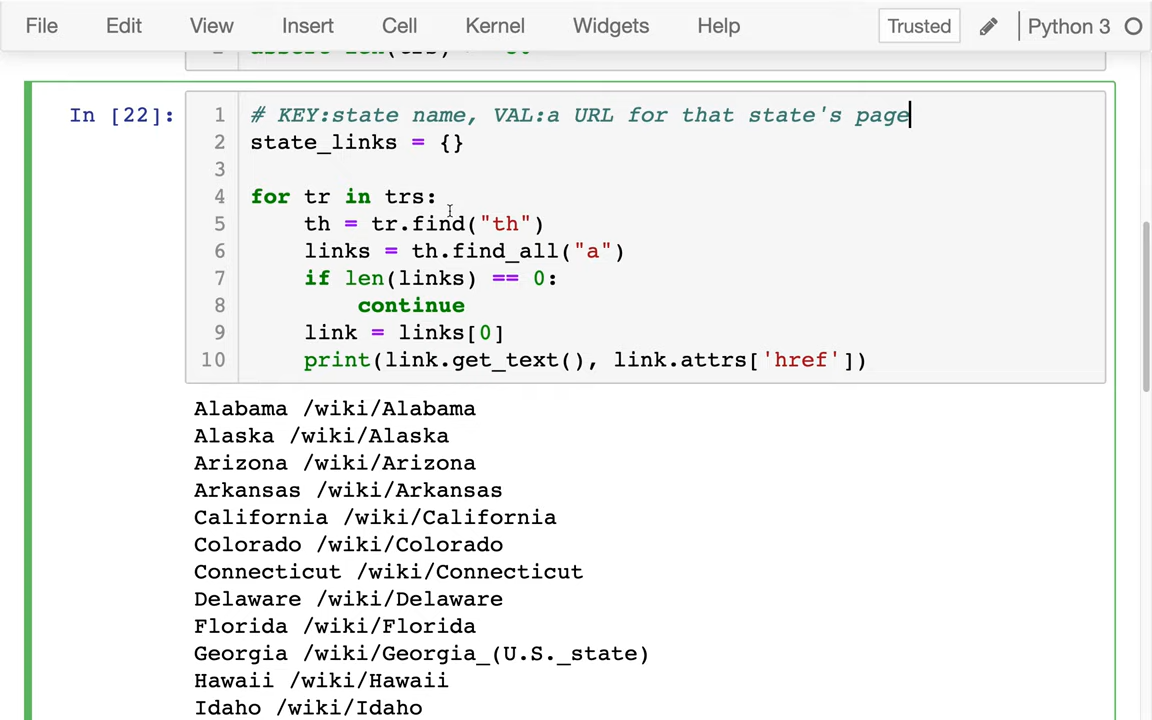 File Edit View Insert Cell Kernel Widgets Help Trusted Python 3
In [22]:
1 # KEY:state name, VAL:a URL for that state's page
2 state_links = {}
3
4 for tr in trs:
5     th = tr.find("th")
6     links = th.find_all("a")
7     if len(links) == 0:
8         continue
9     link = links[0]
10     print(link.get_text(), link.attrs['href'])
Alabama /wiki/Alabama
Alaska /wiki/Alaska
Arizona /wiki/Arizona
Arkansas /wiki/Arkansas
California /wiki/California
Colorado /wiki/Colorado
Connecticut /wiki/Connecticut
Delaware /wiki/Delaware
Florida /wiki/Florida
Georgia /wiki/Georgia_(U.S._state)
Hawaii /wiki/Hawaii
Idaho /wiki/Idaho